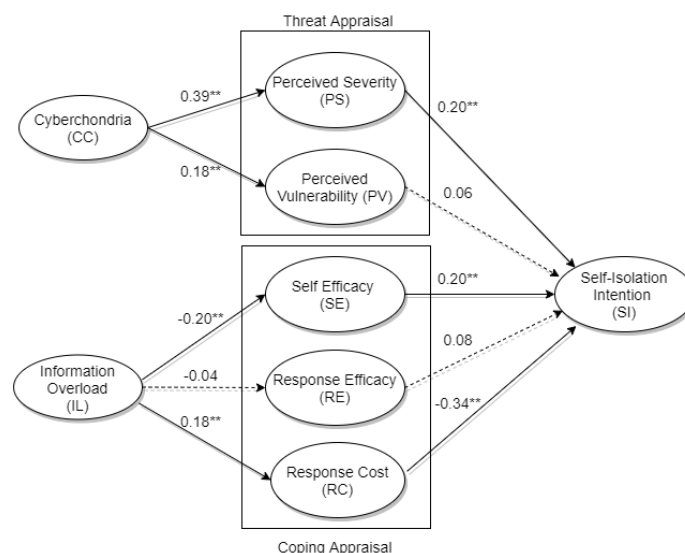 Threat Appraisal
Perceived Severity
(PS)
0.39**
0.20**
Cyberchondria
(CC)
0.18**
Perceived
Vulnerability (PV)
0.06
Self Efficacy
(SE)
0.20**
Self-Isolation
Intention
(SI)
-0.20**
Information
Overload
(IL)
-0.04
Response Efficacy
(RE)
0.08
0.18**
-0.34**
Response Cost
(RC)
Coping Appraisal